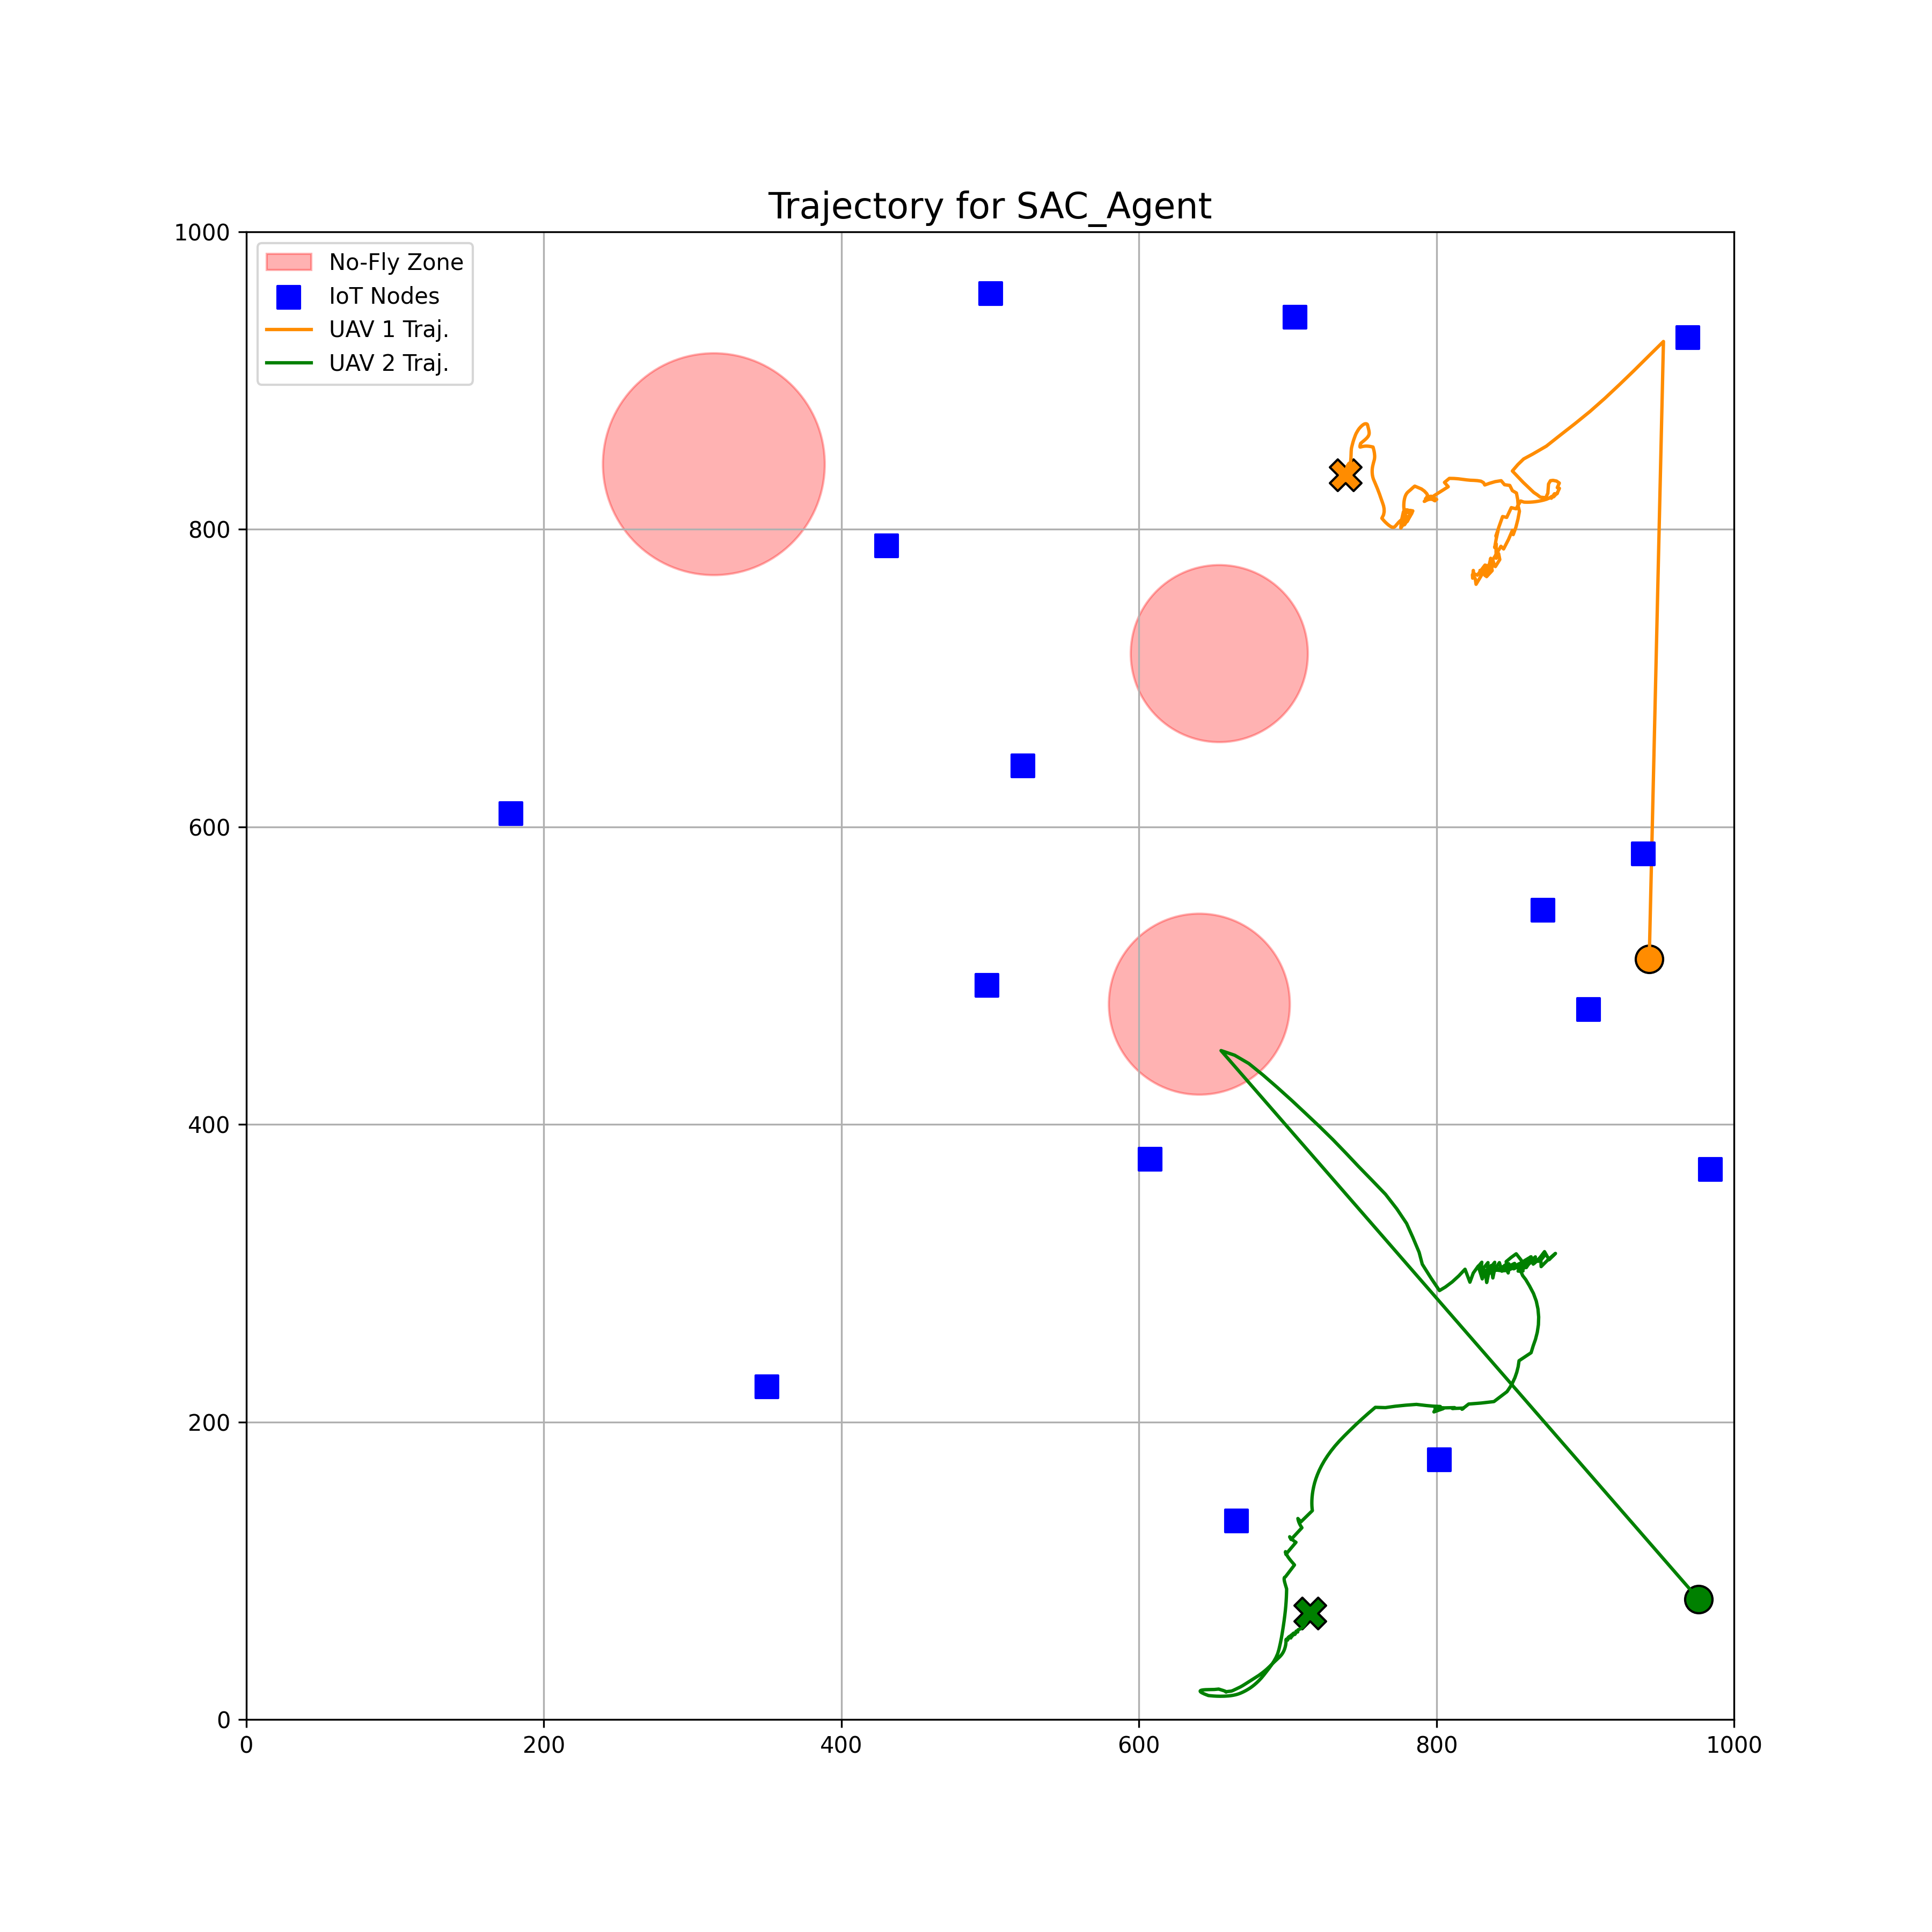 Trajectory for SAC_Agent
1000
800
600
400
200
0
No-Fly Zone
IoT Nodes
UAV 1 Traj.
UAV 2 Traj.
0 200 400 600 800 1000